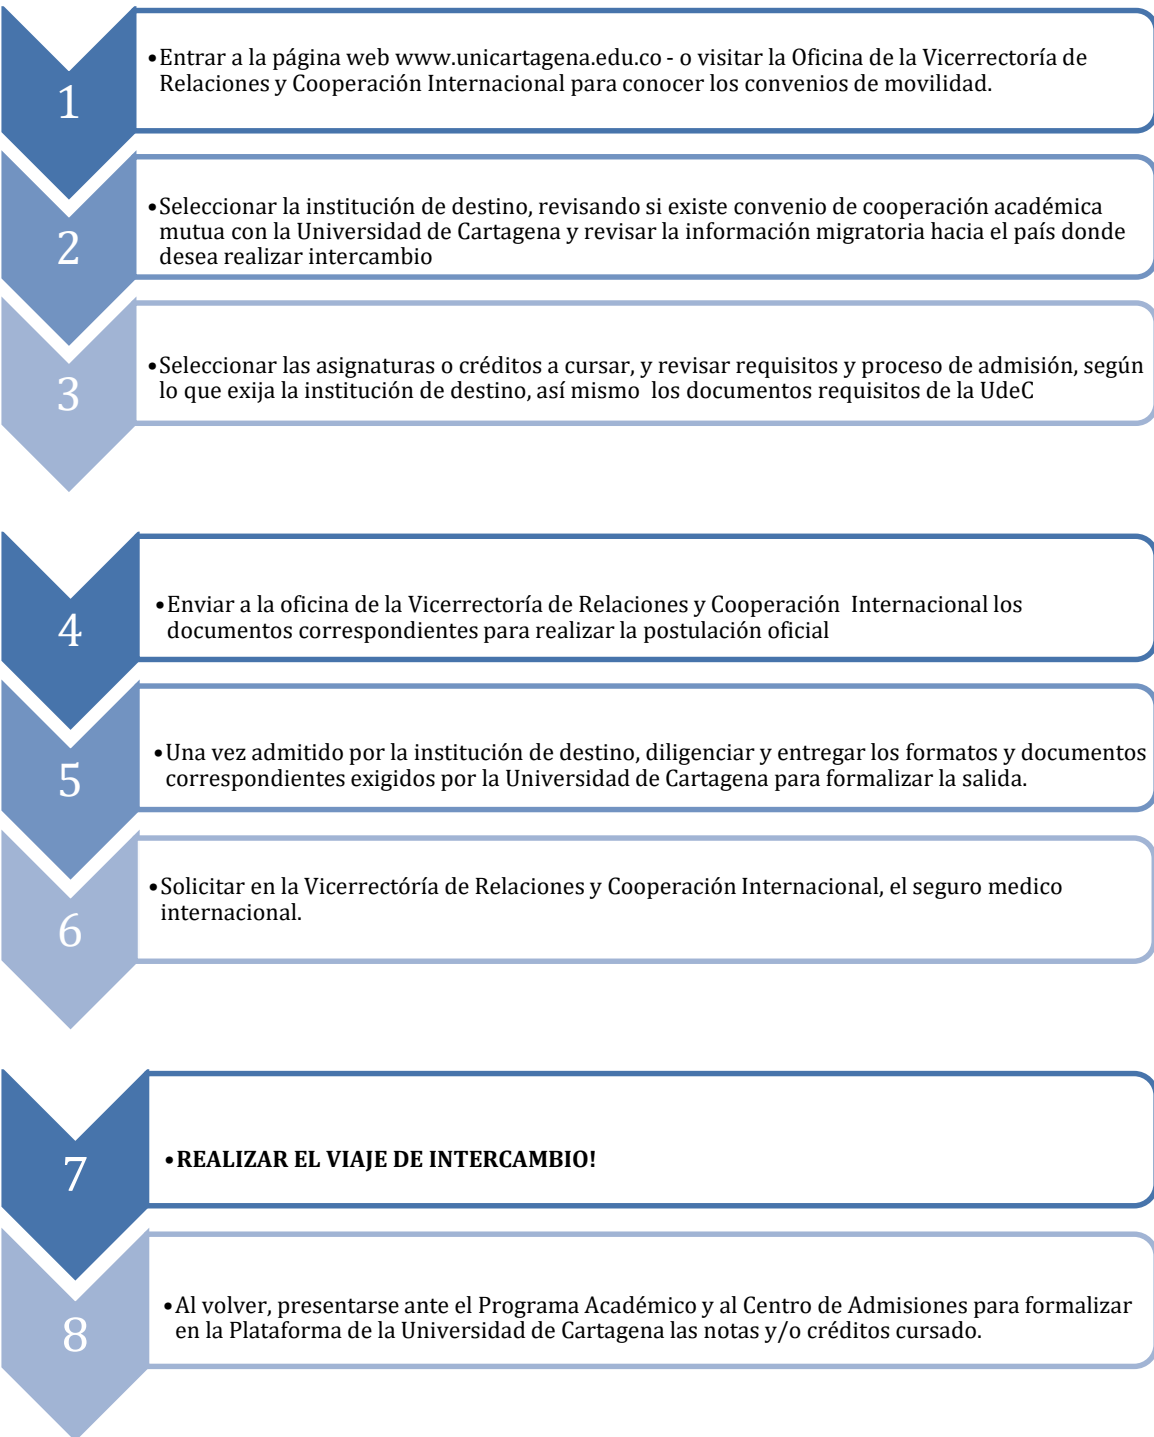 1
•Entrar a la página web www.unicartagena.edu.co - o visitar la Oficina de la Vicerrectoría de
Relaciones y Cooperación Internacional para conocer los convenios de movilidad.
2
•Seleccionar la institución de destino, revisando si existe convenio de cooperación académica
mutua con la Universidad de Cartagena y revisar la información migratoria hacia el país donde
desea realizar intercambio
3
•Seleccionar las asignaturas o créditos a cursar, y revisar requisitos y proceso de admisión, según
lo que exija la institución de destino, así mismo  los documentos requisitos de la UdeC
4
•Enviar a la oficina de la Vicerrectoría de Relaciones y Cooperación  Internacional los
documentos correspondientes para realizar la postulación oficial
5
•Una vez admitido por la institución de destino, diligenciar y entregar los formatos y documentos
correspondientes exigidos por la Universidad de Cartagena para formalizar la salida.
6
•Solicitar en la Vicerrectóría de Relaciones y Cooperación Internacional, el seguro medico
internacional.
7
•REALIZAR EL VIAJE DE INTERCAMBIO!
8
•Al volver, presentarse ante el Programa Académico y al Centro de Admisiones para formalizar
en la Plataforma de la Universidad de Cartagena las notas y/o créditos cursado.